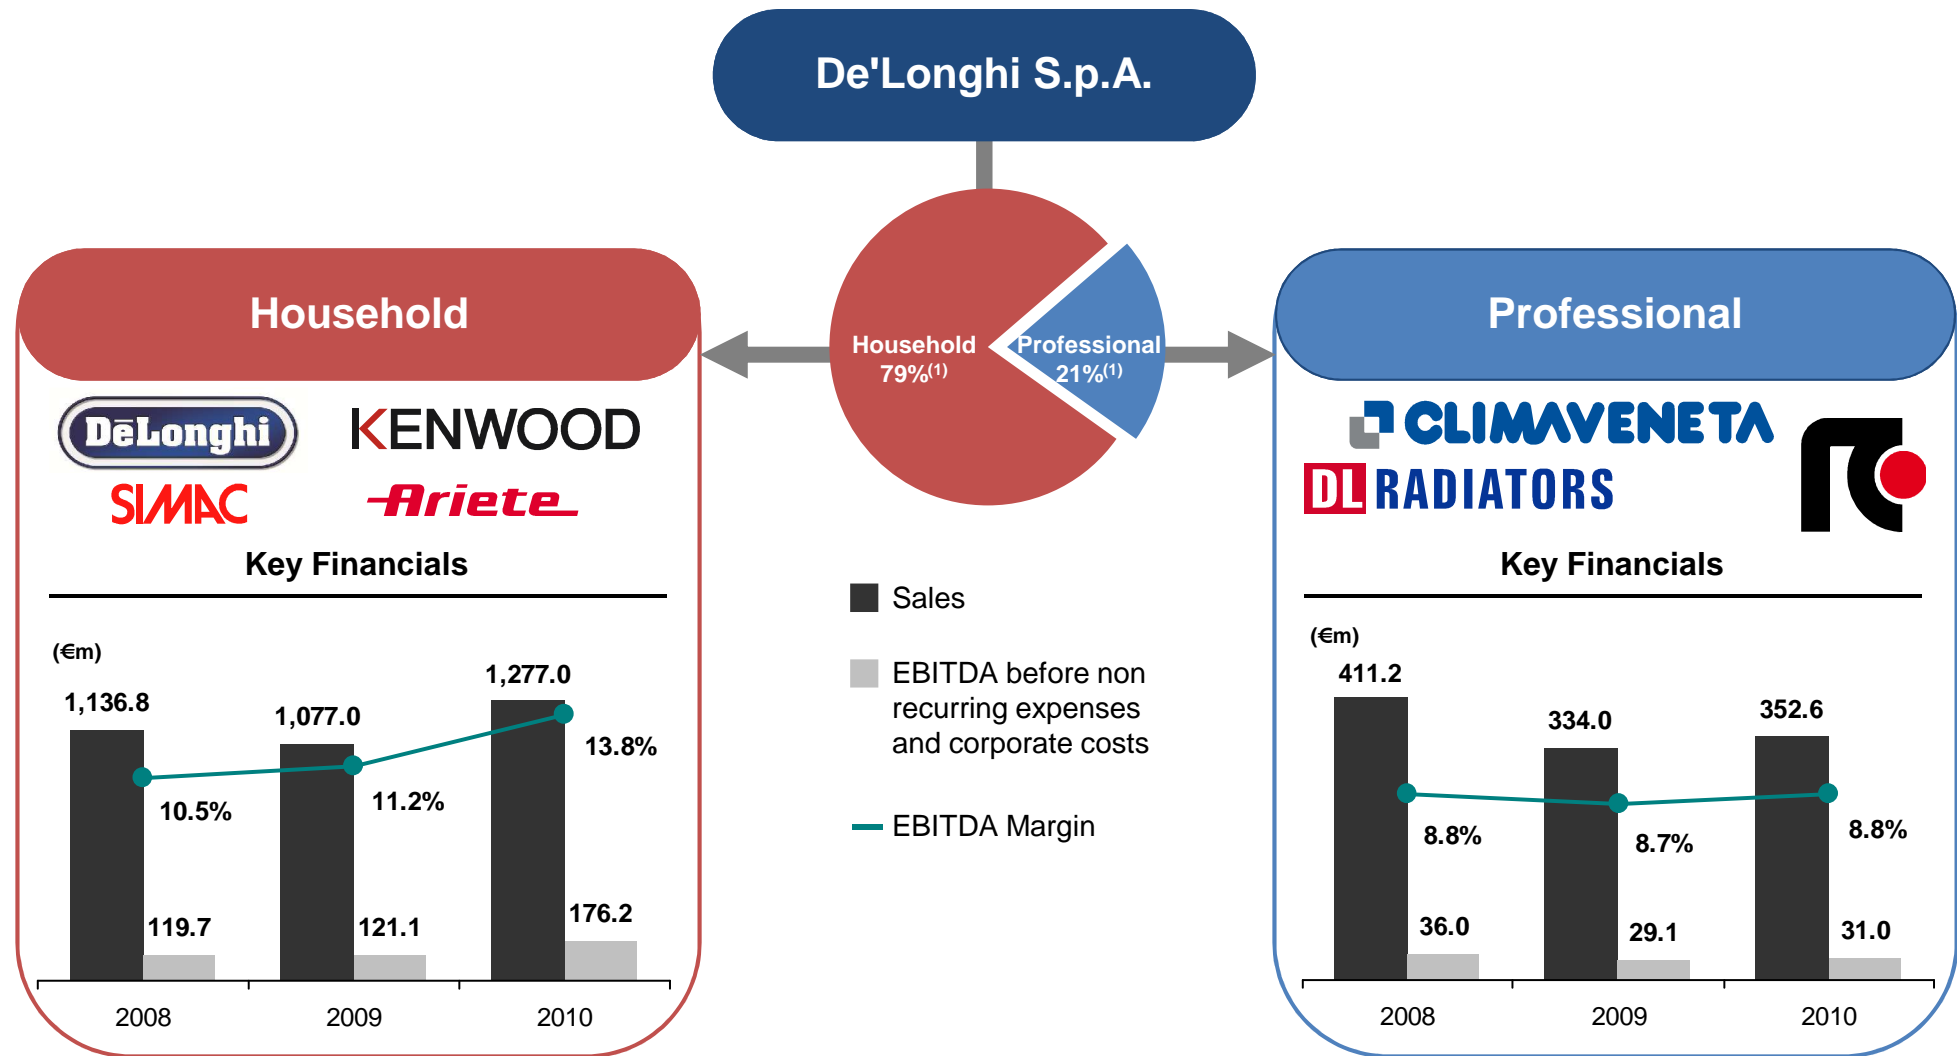 De'Longhi S.p.A.
Household
79%(1)
Professional
21%(1)
Household
DēLonghi
KENWOOD
SIMAC
Ariete
Key Financials
(€m)
1,136.8
1,077.0
1,277.0
10.5%
11.2%
13.8%
119.7
121.1
176.2
2008
2009
2010
Sales
EBITDA before non
recurring expenses
and corporate costs
EBITDA Margin
Professional
CLIMAVENETA
DL RADIATORS
rc
Key Financials
(€m)
411.2
334.0
352.6
8.8%
8.7%
8.8%
36.0
29.1
31.0
2008
2009
2010